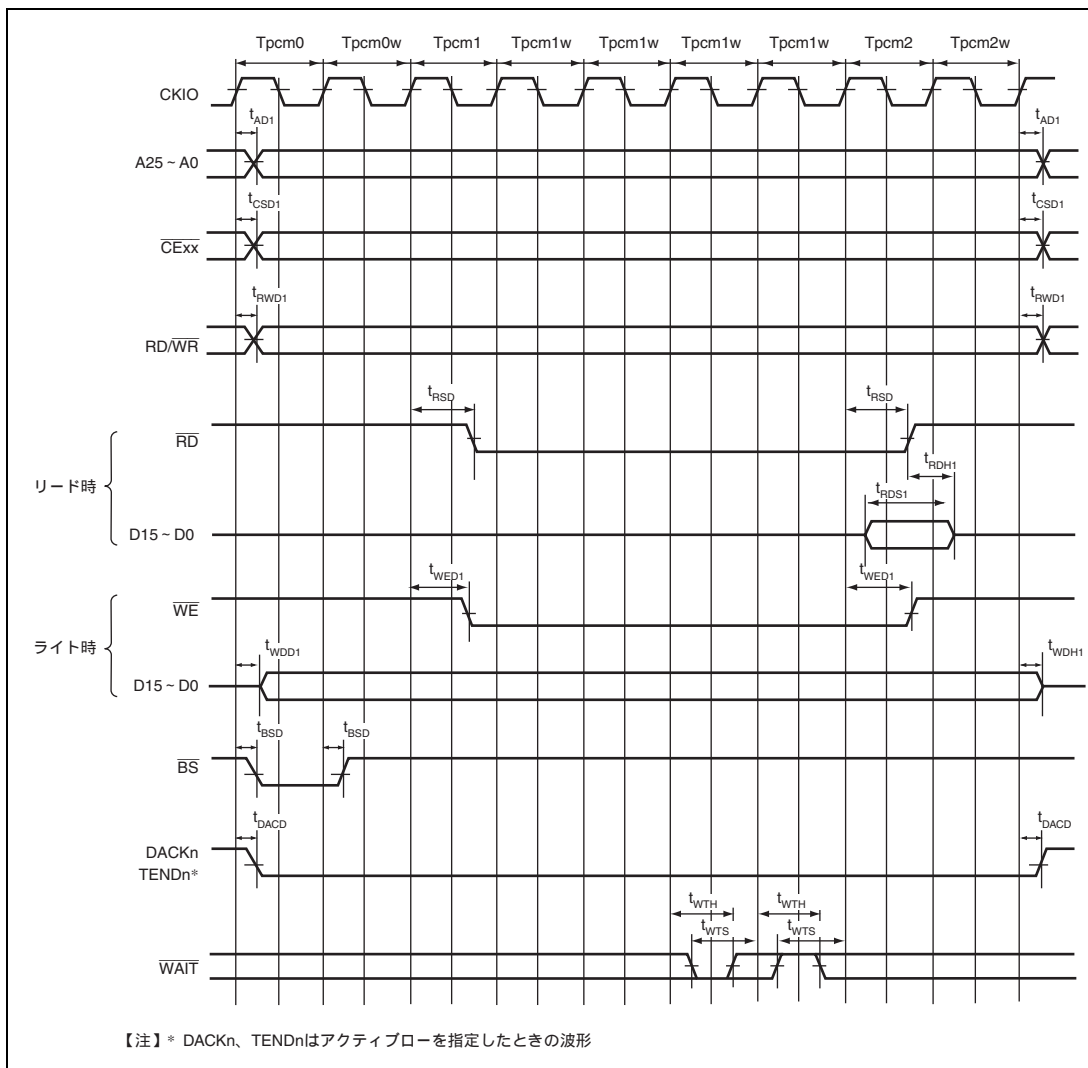 Tpcm0 Tpcm0w Tpcm1 Tpcm1w Tpcm1w Tpcm1w Tpcm1w Tpcm2 Tpcm2w
CKIO
tAD1 tAD1
A25 ~ A0
tCSD1 tCSD1
CExx
tRWD1 tRWD1
RD/WR
tRSD tRSD
RD
tRDH1
リード時
tRDS1
D15 ~ D0
tWED1 tWED1
WE
ライト時
tWDD1 tWDH1
D15 ~ D0
tBSD tBSD
BS
tDACD tDACD
DACKn
TENDn*
tWTH tWTH
tWTS tWTS
WAIT
【注】* DACKn、TENDnはアクティブローを指定したときの波形